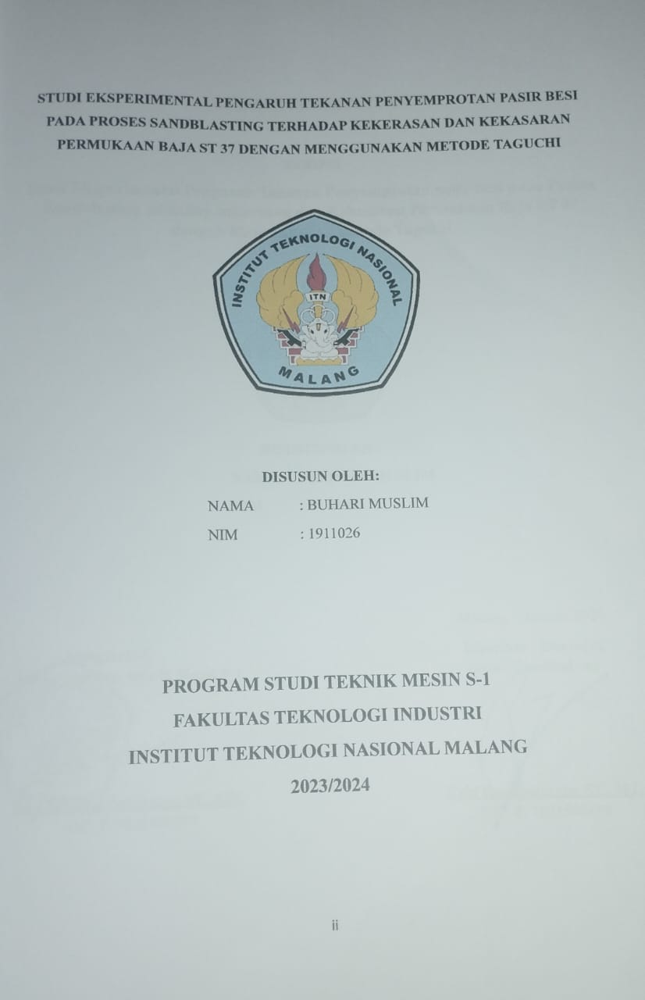 STUDI EKSPERIMENTAL PENGARUH TEKANAN PENYEMPROTAN PASIR BESI
PADA PROSES SANDBLASTING TERHADAP KEKERASAN DAN KEKASARAN
PERMUKAAN BAJA ST 37 DENGAN MENGGUNAKAN METODE TAGUCHI
INSTITUT TEKNOLOGI NASIONAL
ITN
MALANG
DISUSUN OLEH:
NAMA : BUHARI MUSLIM
NIM : 1911026
PROGRAM STUDI TEKNIK MESIN S-1
FAKULTAS TEKNOLOGI INDUSTRI
INSTITUT TEKNOLOGI NASIONAL MALANG
2023/2024
ii